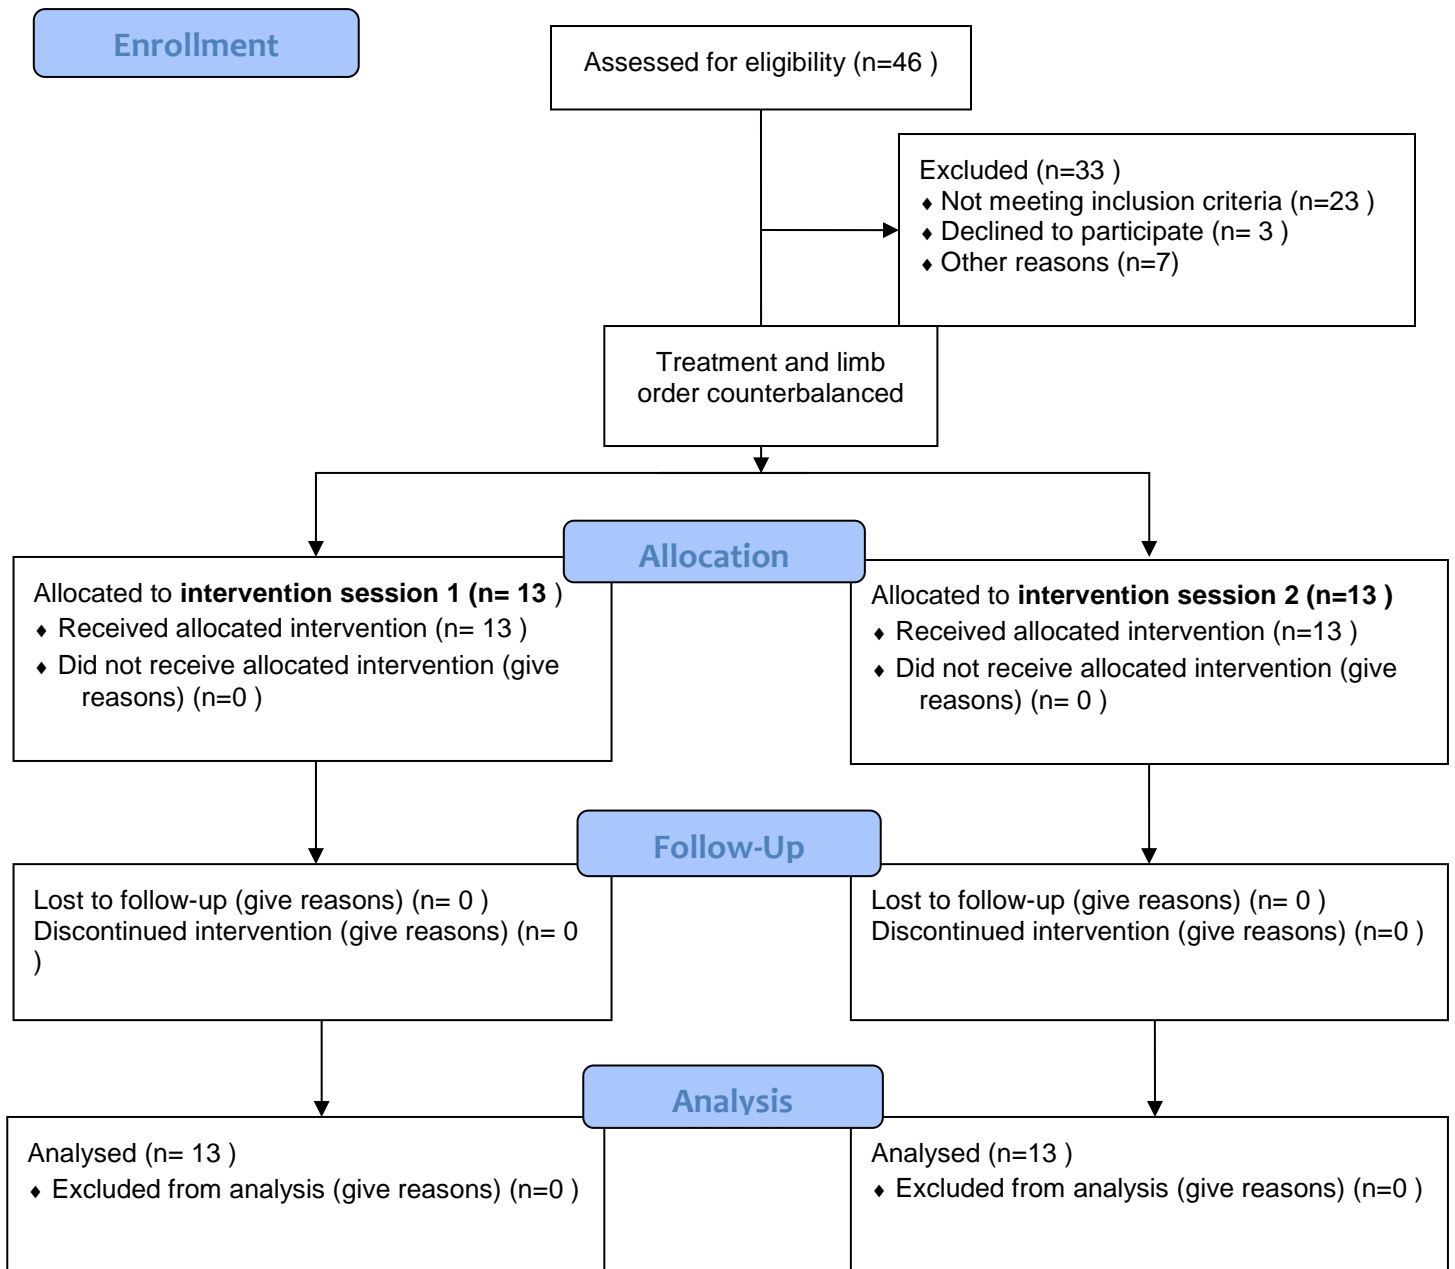 Enrollment
Assessed for eligibility (n=46 )
Excluded (n=33 )
♦ Not meeting inclusion criteria (n=23 )
♦ Declined to participate (n= 3 )
♦ Other reasons (n=7)
Treatment and limb
order counterbalanced
Allocation
Allocated to intervention session 1 (n= 13 )
♦ Received allocated intervention (n= 13 )
♦ Did not receive allocated intervention (give
reasons) (n=0 )
Allocated to intervention session 2 (n=13 )
♦ Received allocated intervention (n=13 )
♦ Did not receive allocated intervention (give
reasons) (n= 0 )
Follow-Up
Lost to follow-up (give reasons) (n= 0 )
Discontinued intervention (give reasons) (n= 0
)
Lost to follow-up (give reasons) (n= 0 )
Discontinued intervention (give reasons) (n=0 )
Analysis
Analysed (n= 13 )
♦ Excluded from analysis (give reasons) (n=0 )
Analysed (n=13 )
♦ Excluded from analysis (give reasons) (n=0 )